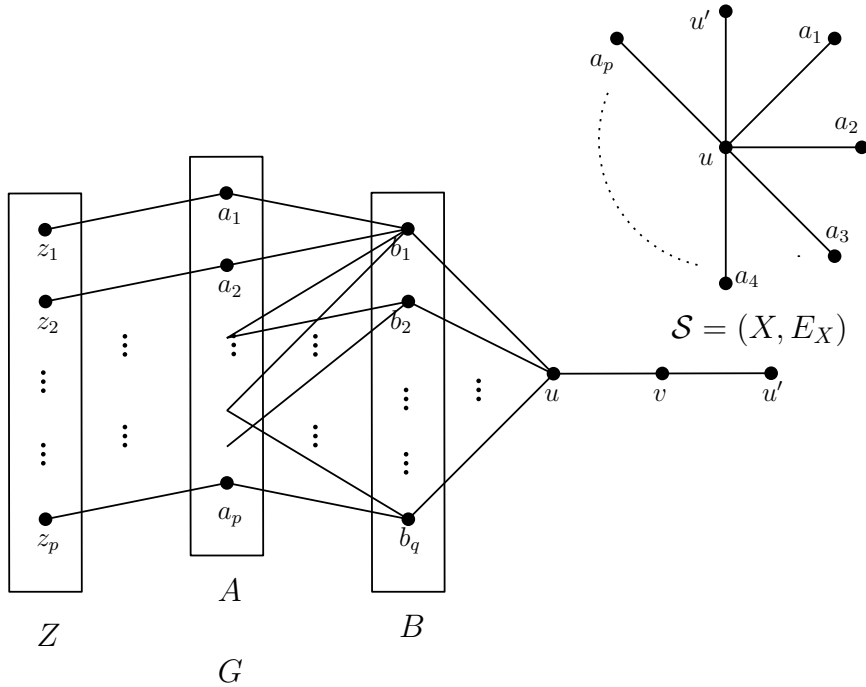 u'
a_p
a_1
a_2
u
a_3
a_4
S = (X, E_X)
z_1
a_1
b_1
z_2
a_2
b_2
u
v
u'
z_p
a_p
b_q
Z
A
B
G